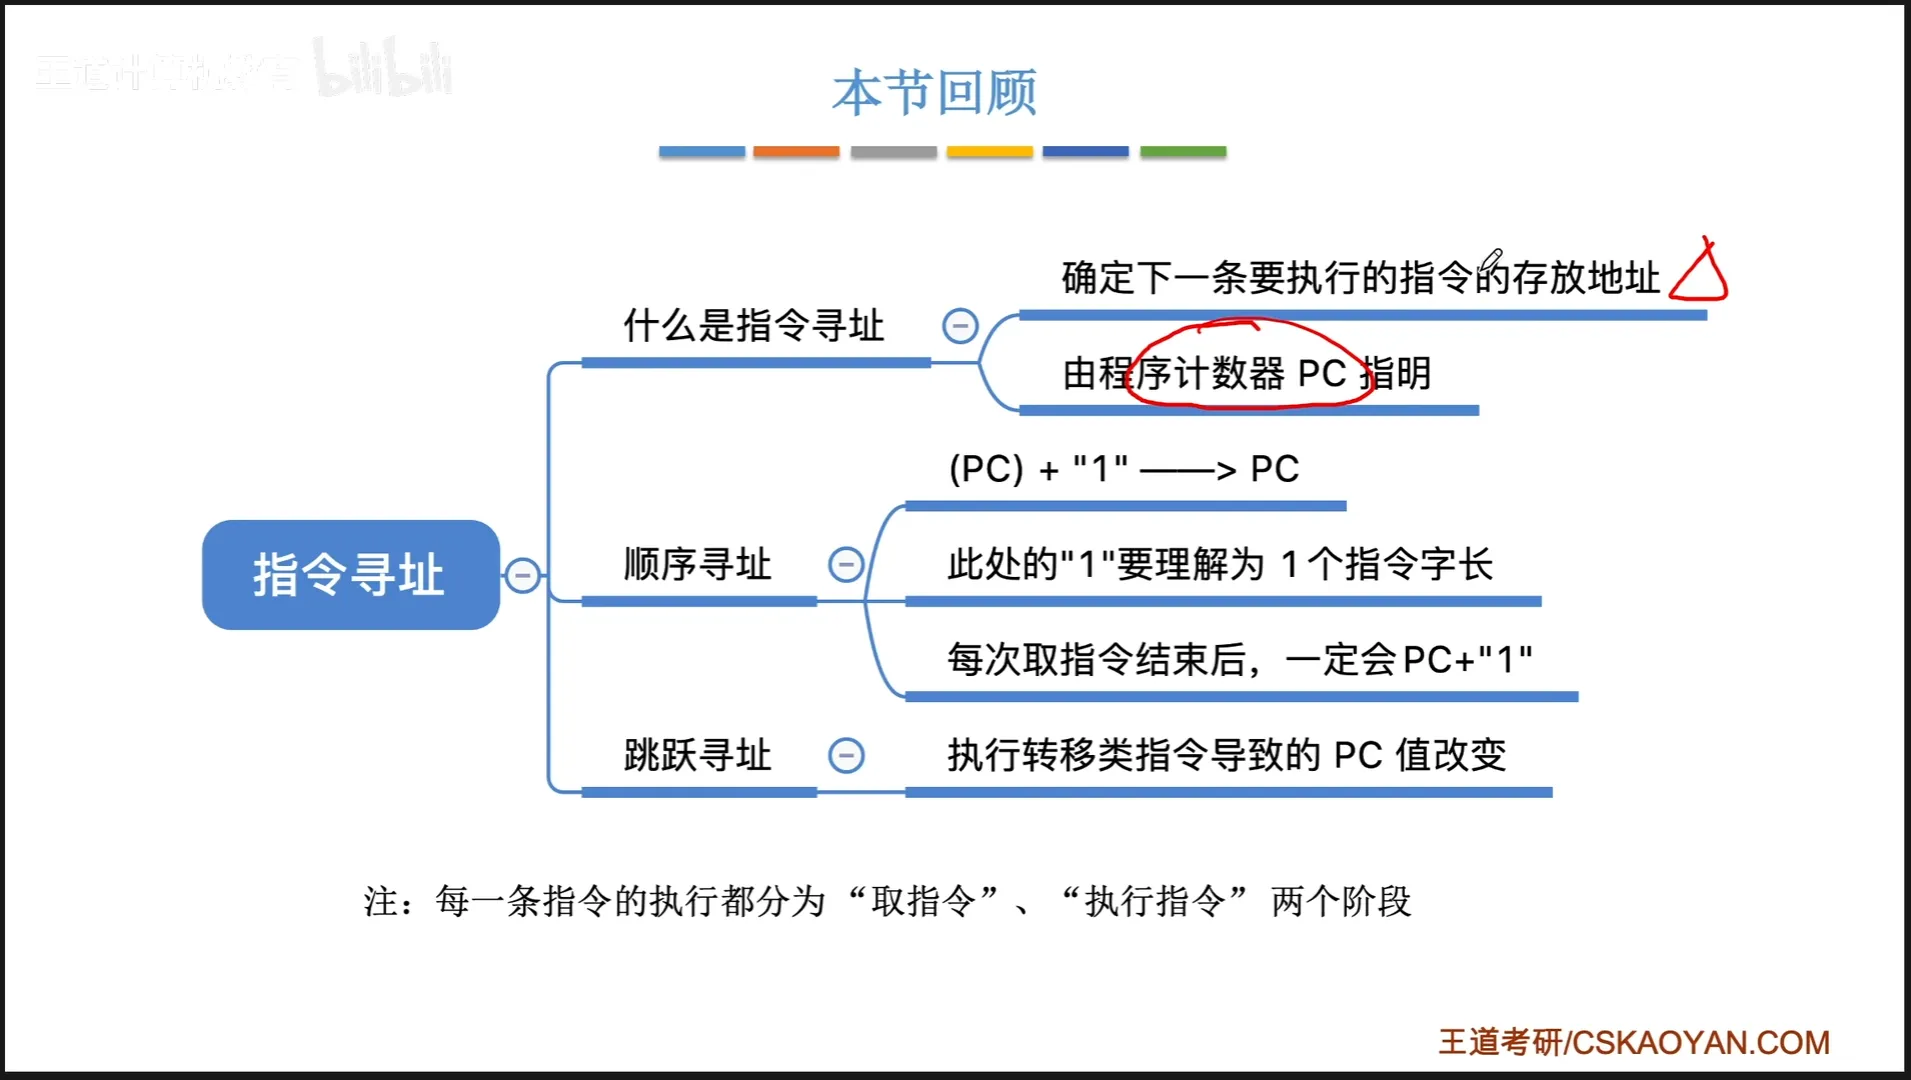 王道计算机教育 bilibili
本节回顾
确定下一条要执行的指令的存放地址
什么是指令寻址
由程序计数器 PC 指明
(PC) + "1" ——> PC
指令寻址
顺序寻址
此处的"1"要理解为 1个指令字长
每次取指令结束后，一定会PC+"1"
跳跃寻址
执行转移类指令导致的 PC 值改变
注：每一条指令的执行都分为“取指令”、“执行指令” 两个阶段
王道考研/CSKAOYAN.COM